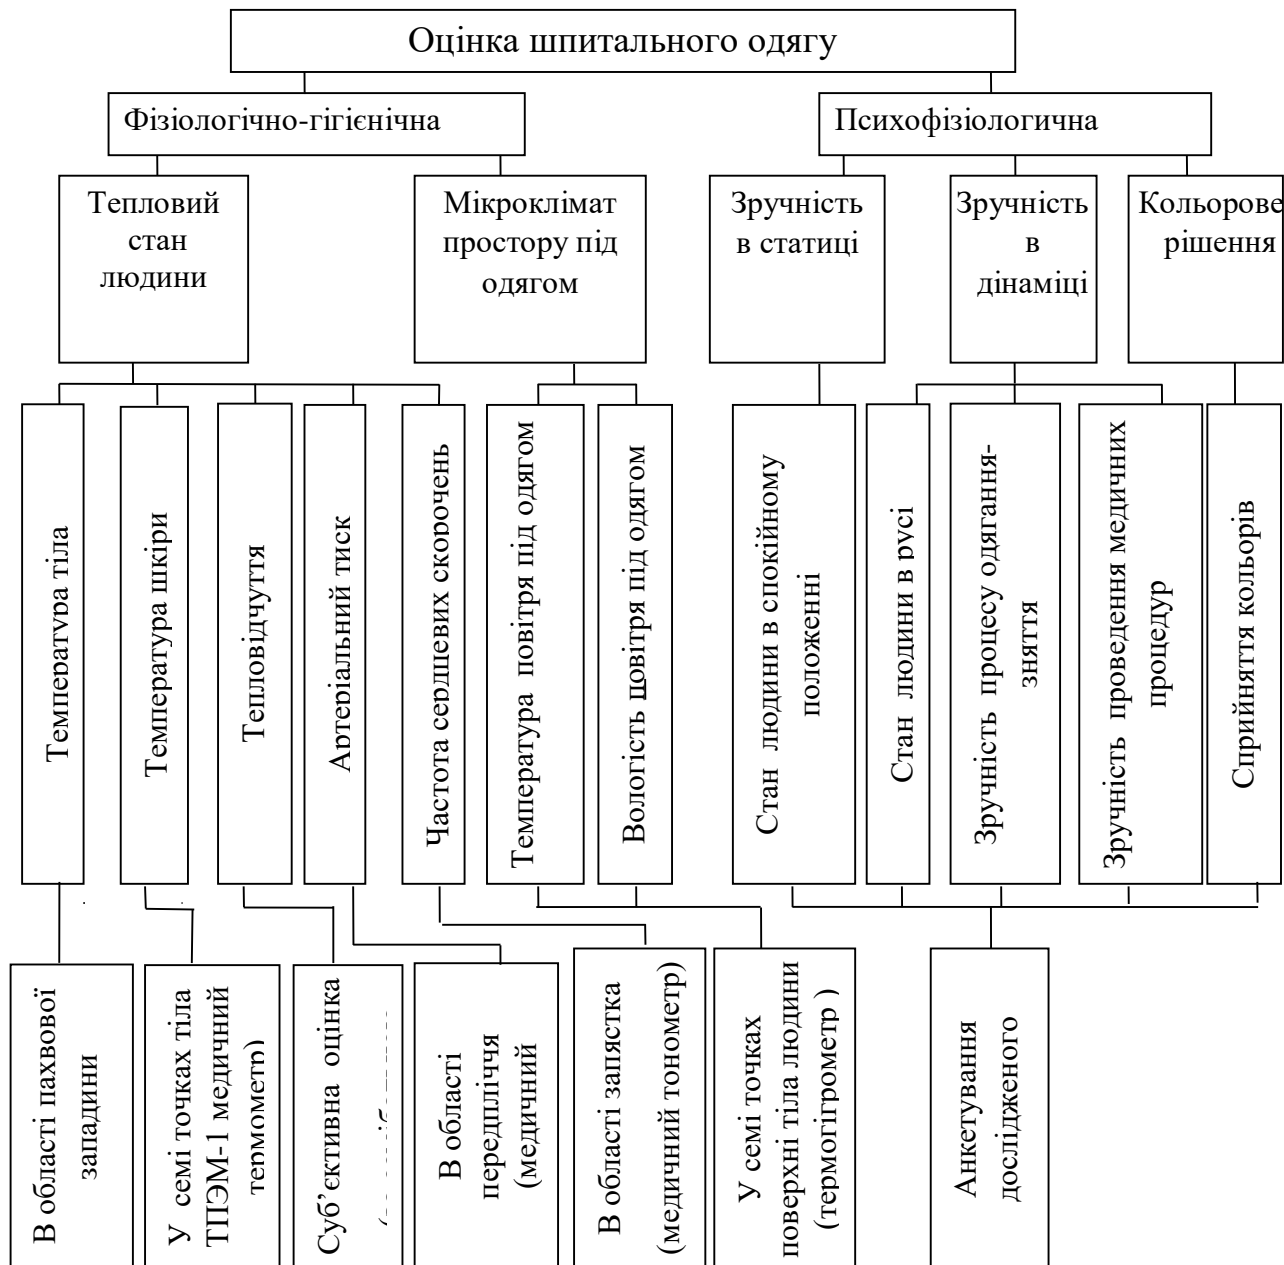 Оцінка шпитального одягу
Фізіологічно-гігієнічна
Психофізіологична
Тепловий
стан
людини
Мікроклімат
простору під
одягом
Зручність
в статиці
Зручність
в
дінаміці
Кольорове
рішення
Температура тіла
Температура шкіри
Тепловідчуття
Артеріальний тиск
Частота серцевих скорочень
Температура повітря під одягом
Вологість повітря під одягом
Стан людини в спокійному
положенні
Стан людини в русі
Зручність процесу одягання-
зняття
Зручність проведення медичних
процедур
Сприйняття кольорів
В області пахвової
западини
У семі точках тіла
ТПЭМ-1 медичний
термометр)
Суб’єктивна оцінка
В області
передпліччя
(медичний
В області запястка
(медичний тонометр)
У семі точках
поверхні тіла людини
(термогігрометр )
Анкетування
дослідженого